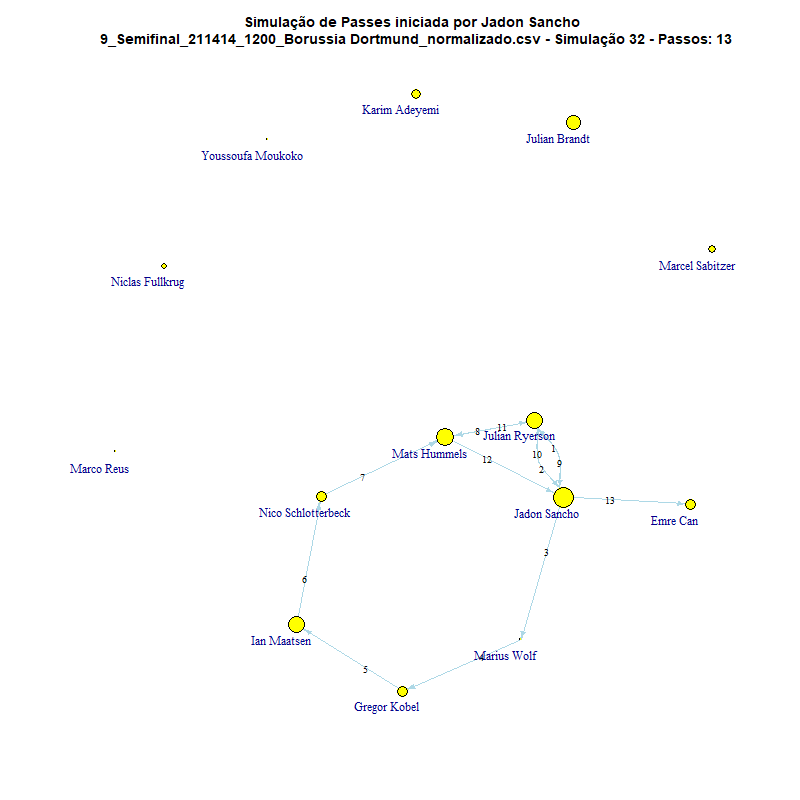 Simulação de Passes iniciada por Jadon Sancho
9_Semifinal_211414_1200_Borussia Dortmund_normalizado.csv - Simulação 32 - Passos: 13
Karim Adeyemi
Julian Brandt
Youssoufa Moukoko
Marcel Sabitzer
Niclas Fullkrug
8
11
Julian Ryerson
1
Mats Hummels
10
12
9
2
Marco Reus
7
13
Nico Schlotterbeck
Jadon Sancho
Emre Can
3
6
Ian Maatsen
Marius Wolf
4
5
Gregor Kobel